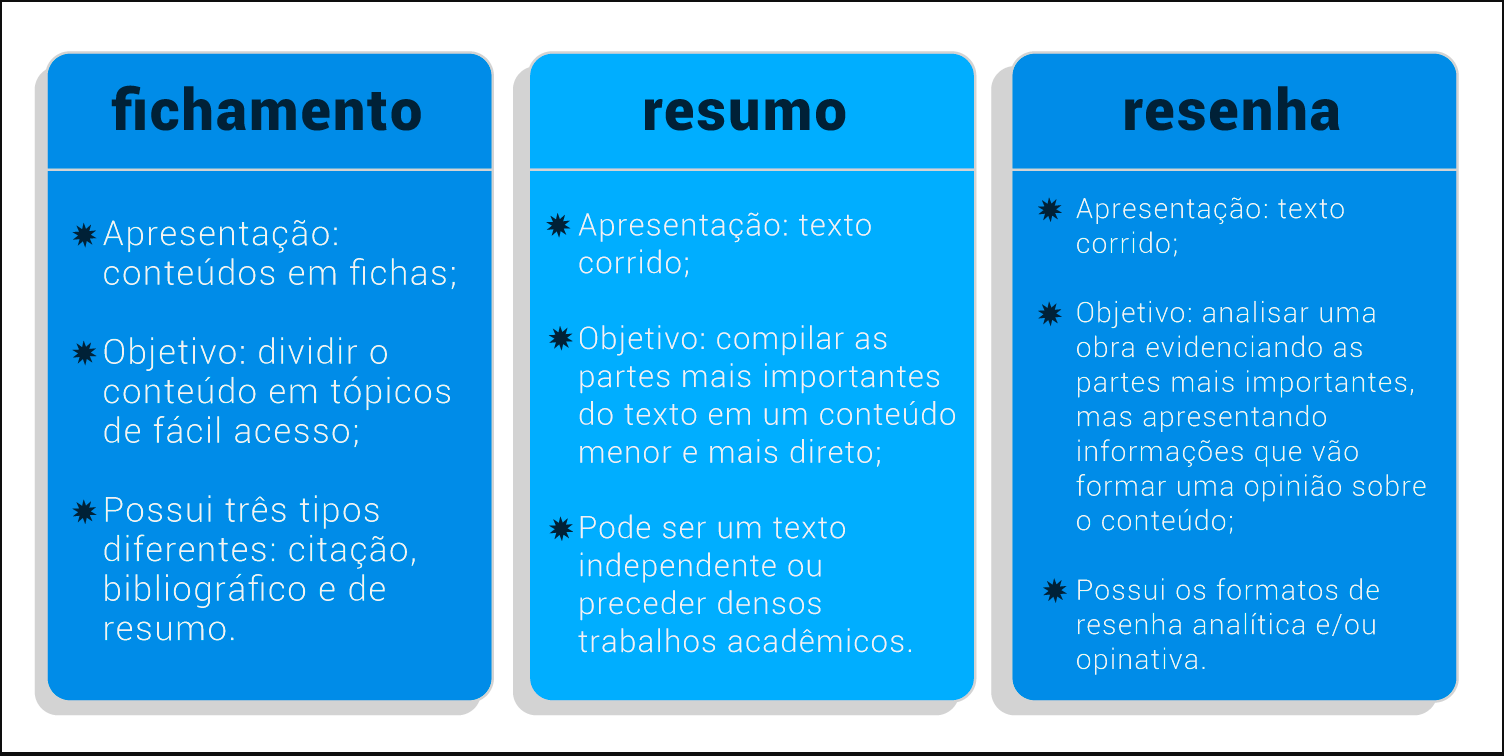 fichamento
Apresentação:
conteúdos em fichas;
Objetivo: dividir o
conteúdo em tópicos
de fácil acesso;
Possui três tipos
diferentes: citação,
bibliográfico e de
resumo.
resumo
Apresentação: texto
corrido;
Objetivo: compilar as
partes mais importantes
do texto em um conteúdo
menor e mais direto;
Pode ser um texto
independente ou
preceder densos
trabalhos acadêmicos.
resenha
Apresentação: texto
corrido;
Objetivo: analisar uma
obra evidenciando as
partes mais importantes,
mas apresentando
informações que vão
formar uma opinião sobre
o conteúdo;
Possui os formatos de
resenha analítica e/ou
opinativa.